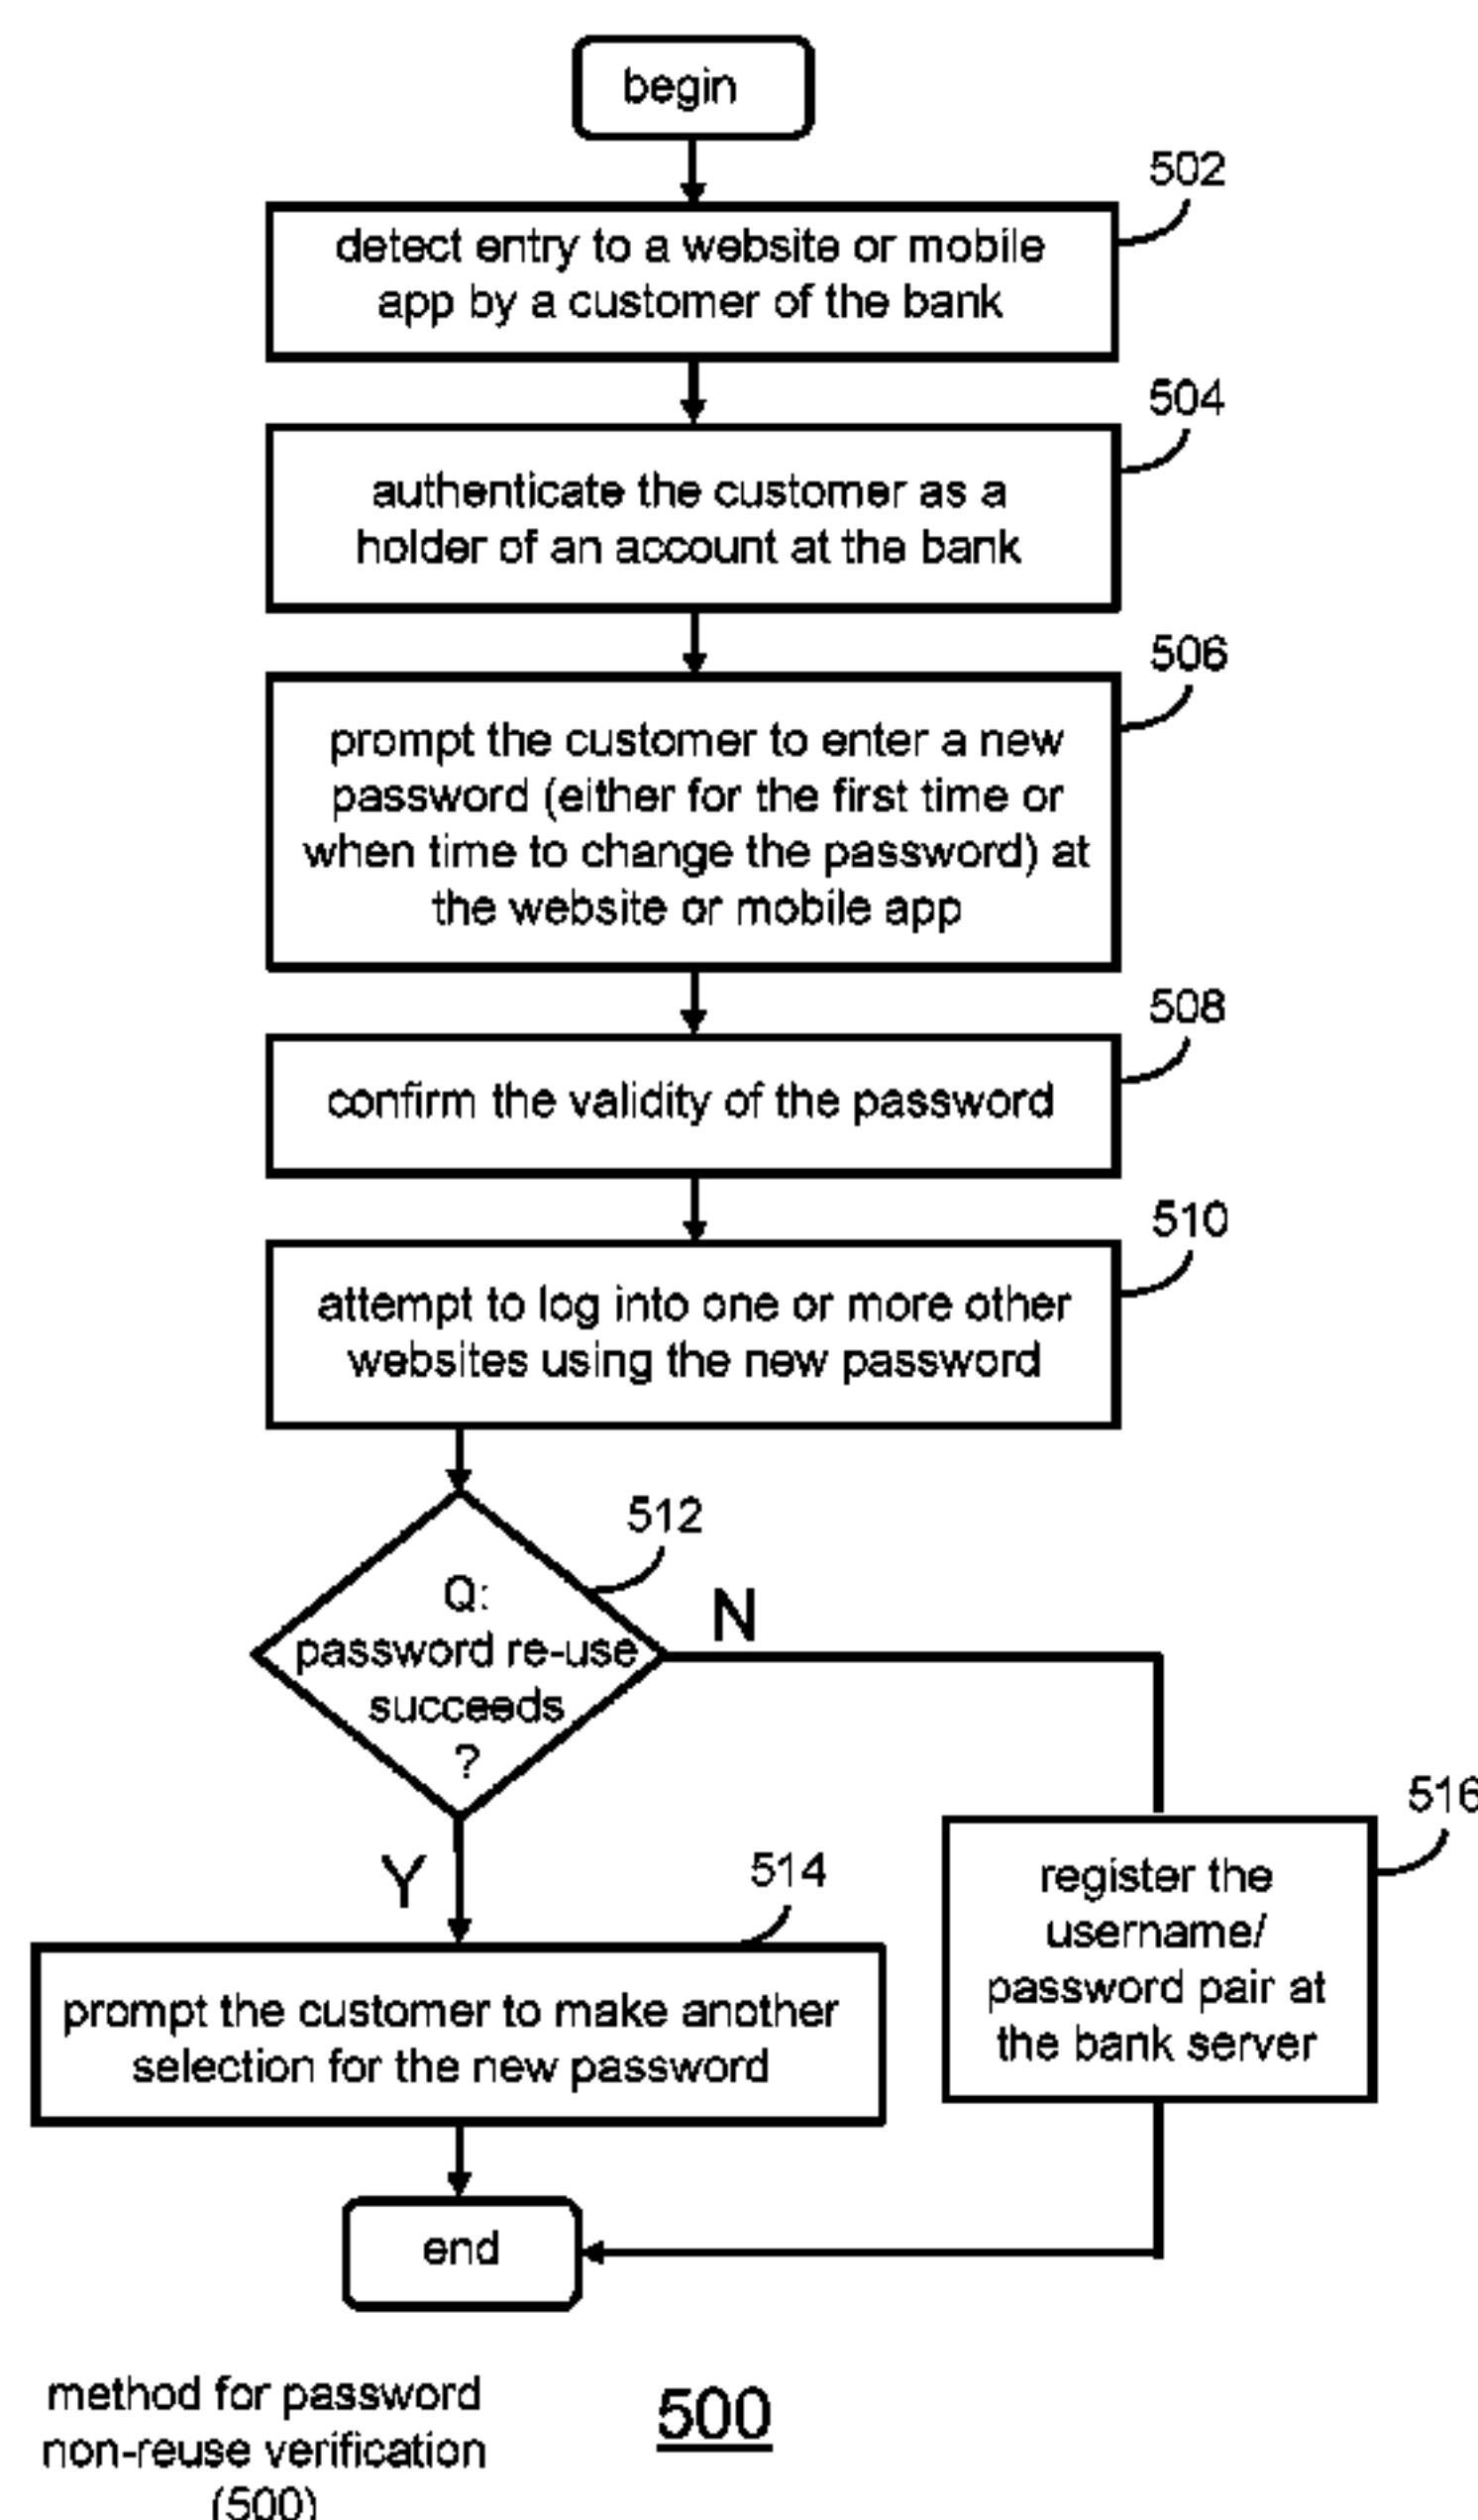 begin
502
detect entry to a website or mobile
app by a customer of the bank
504
authenticate the customer as a
holder of an account at the bank
506
prompt the customer to enter a new
password (either for the first time or
when time to change the password) at
the website or mobile app
508
confirm the validity of the password
510
attempt to log into one or more other
websites using the new password
512
Q:
password re-use
succeeds
?
N
Y
514
prompt the customer to make another
selection for the new password
516
register the
username/
password pair at
the bank server
end
method for password
non-reuse verification
(500)
500